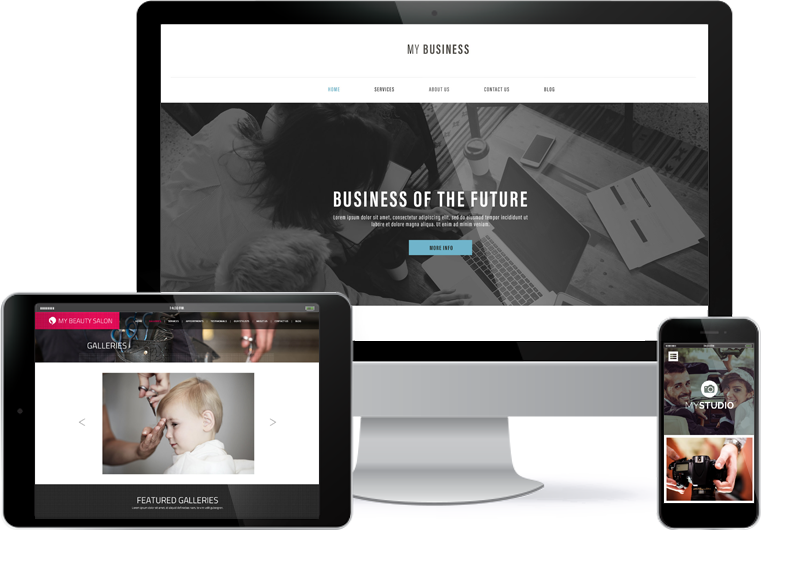 MY BUSINESS
HOME SERVICES ABOUT US CONTACT US BLOG
BUSINESS OF THE FUTURE
Lorem ipsum dolor sit amet, consectetur adipiscing elit, sed do eiusmod tempor incididunt ut
labore et dolore magna aliqua. Ut enim ad minim veniam.
MORE INFO
MY BEAUTY SALON
GALLERIES
< >
FEATURED GALLERIES
MYSTUDIO